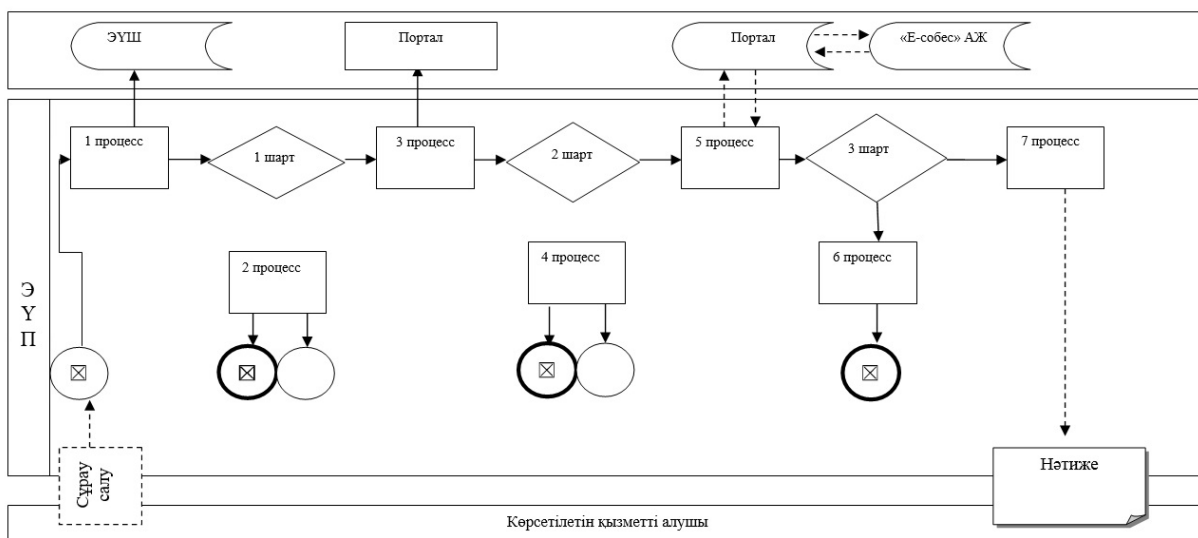 ЭҮШ
Портал
Портал
«Е-собес» АЖ
1 процесс
1 шарт
3 процесс
2 шарт
5 процесс
3 шарт
7 процесс
2 процесс
4 процесс
6 процесс
Э
Ү
П
Сұрау
салу
Нәтиже
Көрсетілетін қызметті алушы